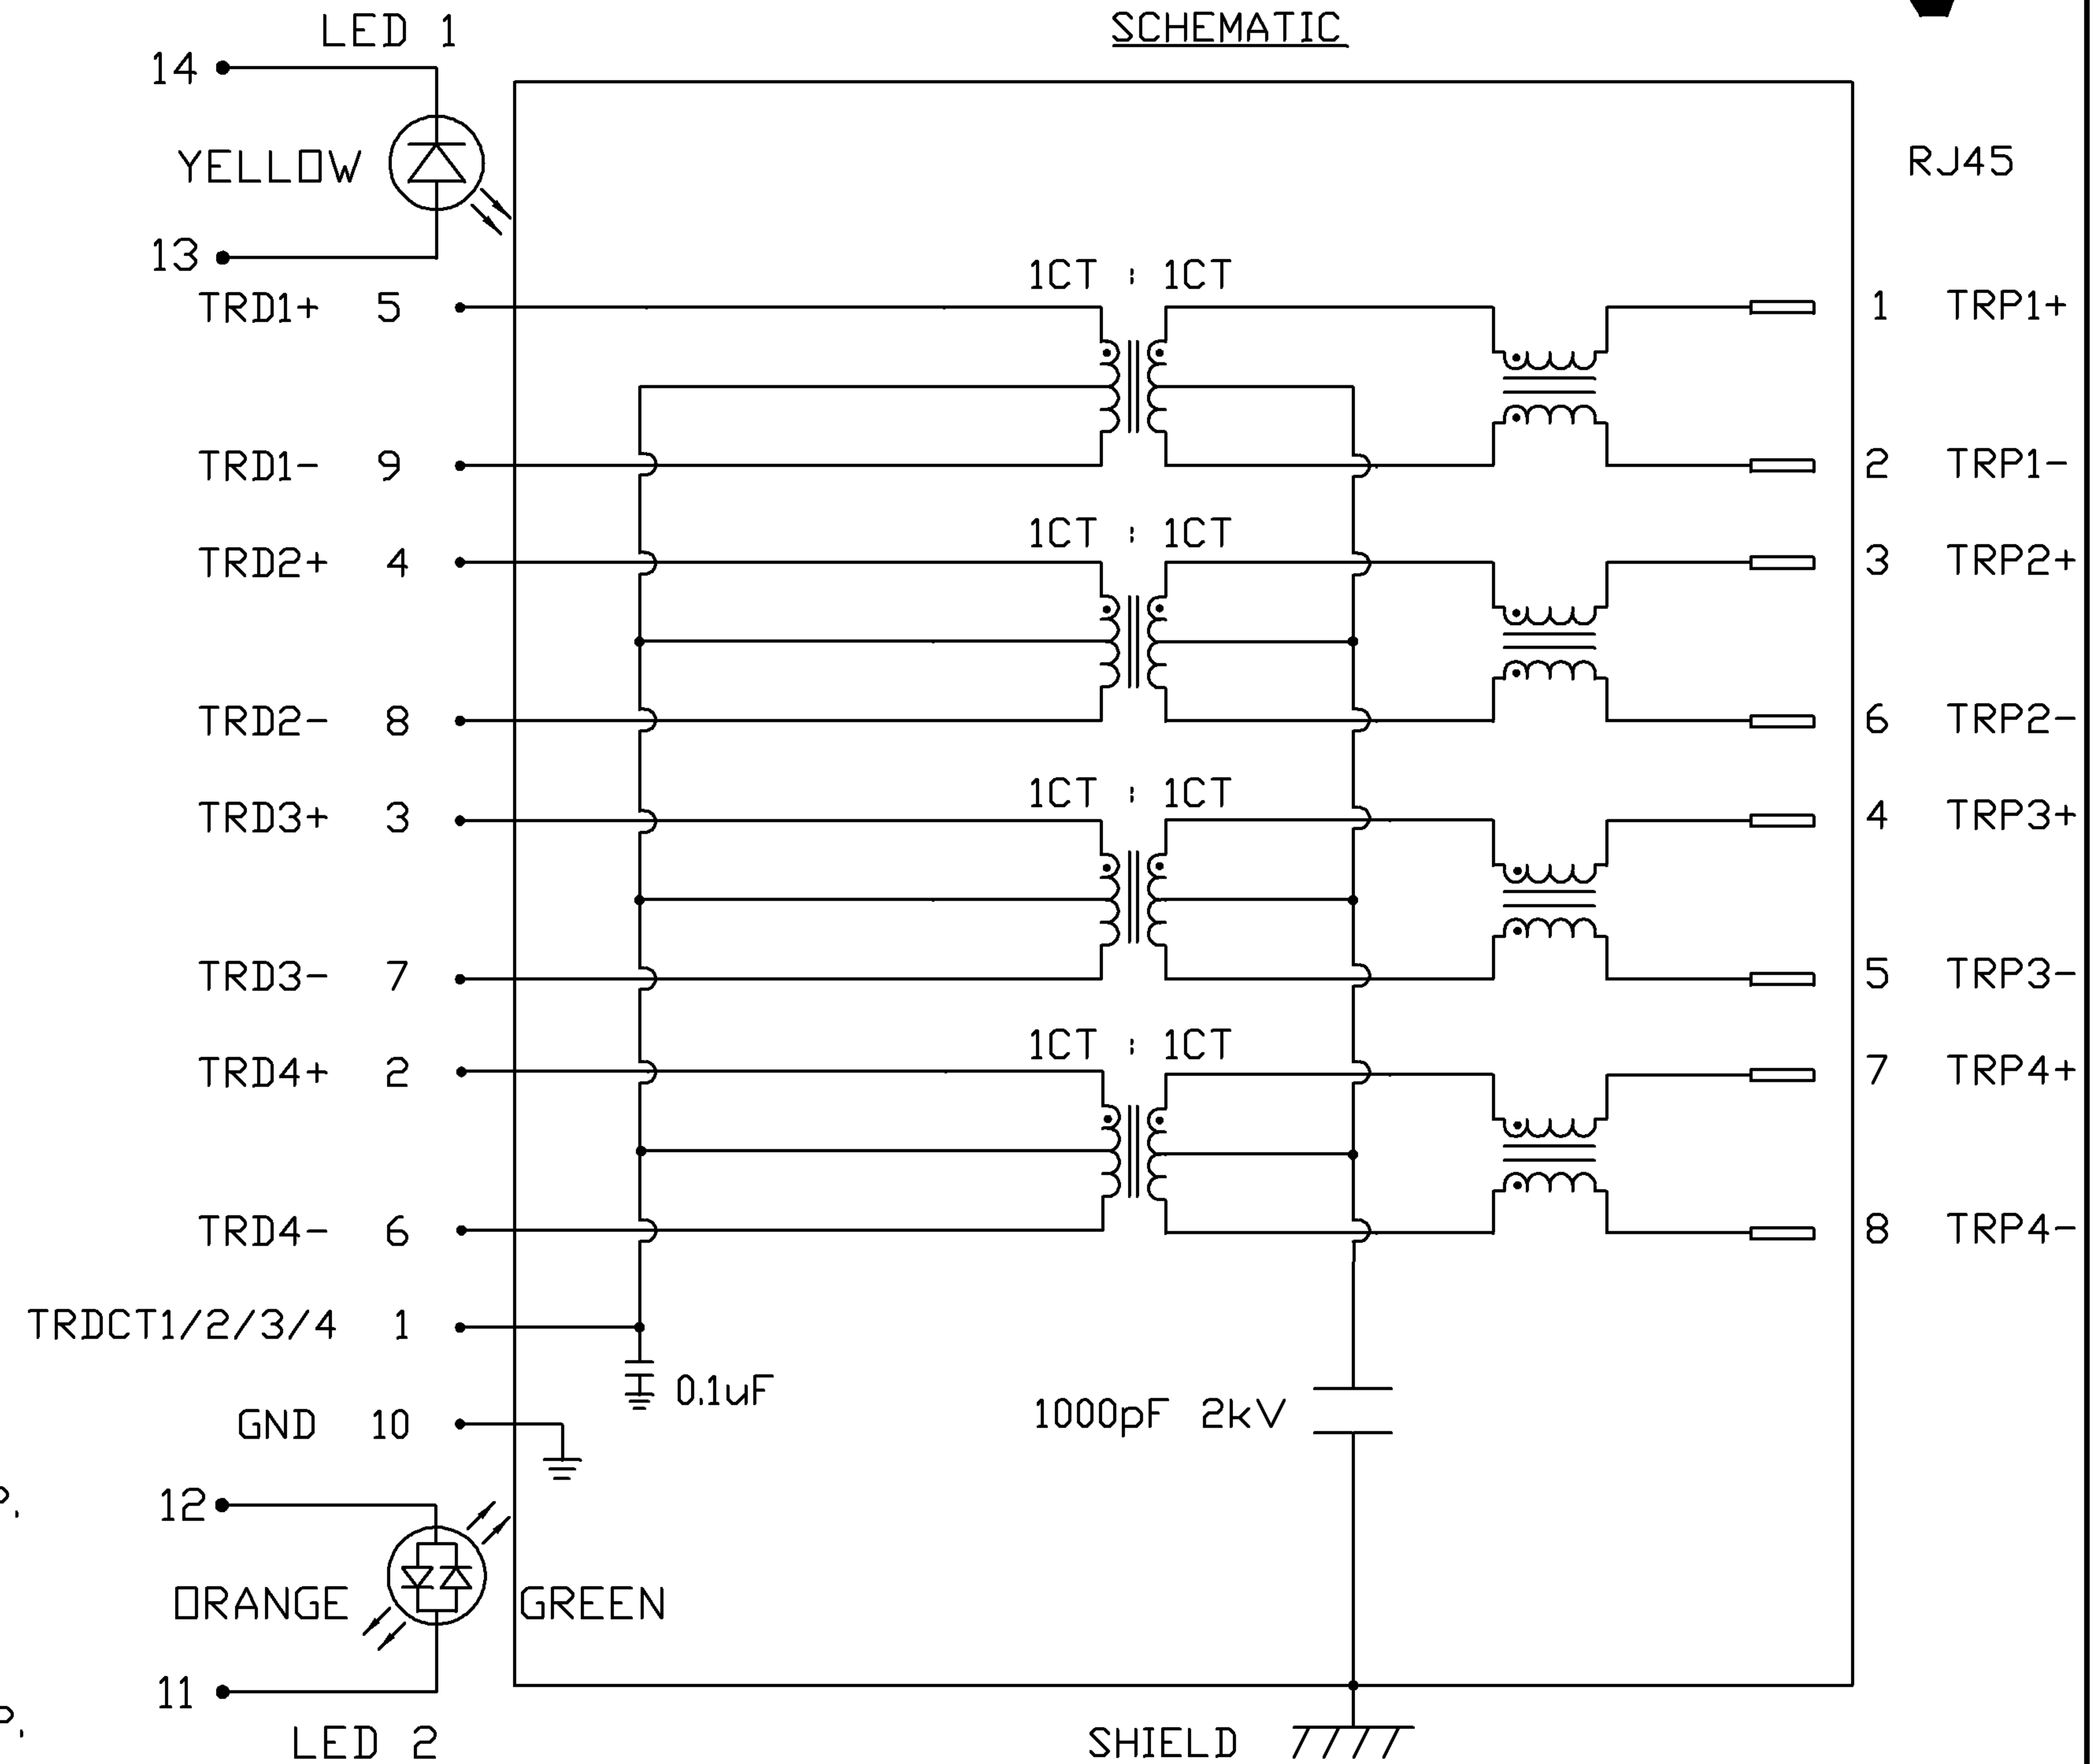 LED 1
SCHEMATIC
14
YELLOW
RJ45
13
1CT : 1CT
TRD1+ 5
1 TRP1+
TRD1- 9
2 TRP1-
1CT : 1CT
TRD2+ 4
3 TRP2+
TRD2- 8
6 TRP2-
1CT : 1CT
TRD3+ 3
4 TRP3+
TRD3- 7
5 TRP3-
1CT : 1CT
TRD4+ 2
7 TRP4+
TRD4- 6
8 TRP4-
TRDCT1/2/3/4 1
0.1uF
1000pF 2kV
GND 10
12
ORANGE
GREEN
11
LED 2
SHIELD